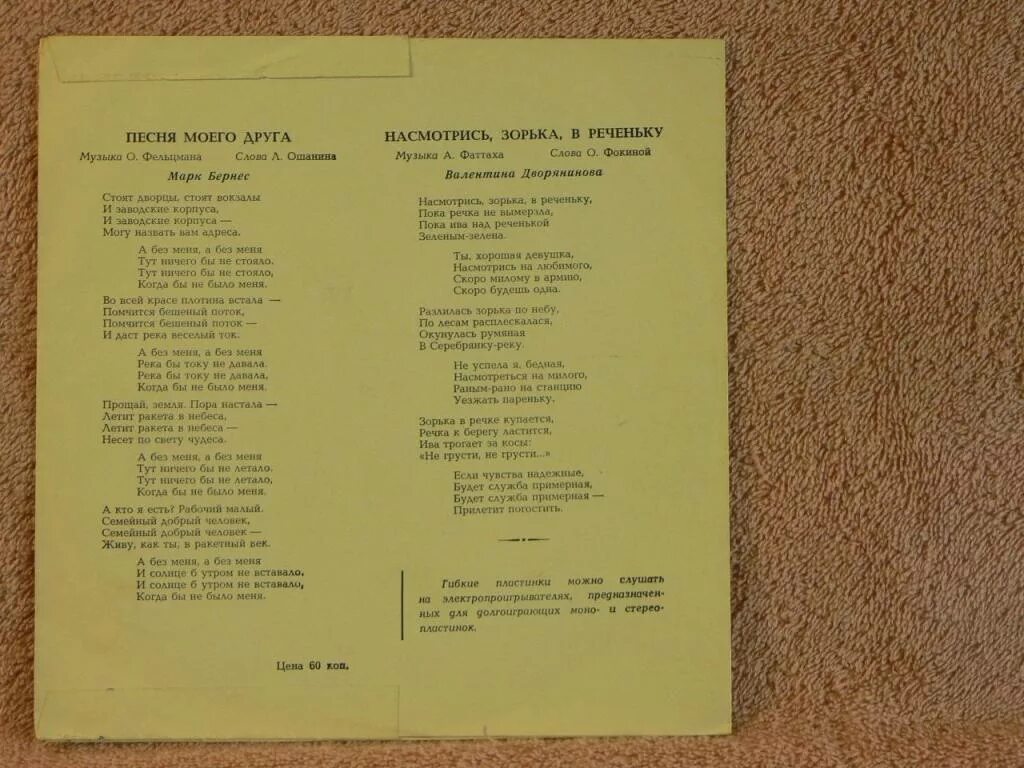 ПЕСНЯ МОЕГО ДРУГА
Музыка О. Фельцмана Слова Л. Ошанина
Марк Бернес
Стоят дворцы, стоят вокзалы
И заводские корпуса,
И заводские корпуса —
Могу назвать вам адреса.
А без меня, а без меня
Тут ничего бы не стояло,
Тут ничего бы не стояло,
Когда бы не было меня.
Во всей красе плотина встала —
Помчится бешеный поток,
Помчится бешеный поток —
И даст река веселый ток.
А без меня, а без меня
Река бы току не давала.
Река бы току не давала,
Когда бы не было меня.
Прощай, земля. Пора настала —
Летит ракета в небеса,
Летит ракета в небеса —
Несет по свету чудеса.
А без меня, а без меня
Тут ничего бы не летало.
Тут ничего бы не летало,
Когда бы не было меня.
А кто я есть? Рабочий малый.
Семейный добрый человек,
Семейный добрый человек —
Живу, как ты, в ракетный век.
А без меня, а без меня
И солнце б утром не вставало,
И солнце б утром не вставало,
Когда бы не было меня.
Цена 60 коп.
НАСМОТРИСЬ, ЗОРЬКА, В РЕЧЕНЬКУ
Музыка А. Фаттаха Слова О. Фокиной
Валентина Дворянинова
Насмотрись, зорька, в реченьку,
Пока речка не вымерзла,
Пока ива над реченькой
Зеленым-зелена.
Ты, хорошая девушка,
Насмотрись на любимого,
Скоро милому в армию,
Скоро будешь одна.
Разлилась зорька по небу,
По лесам расплескалася,
Окунулась румяная
В Серебрянку-реку.
Не успела я, бедная,
Насмотреться на милого,
Раным-рано на станцию
Уезжать пареньку.
Зорька в речке купается,
Речка к берегу ластится,
Ива трогает за косы:
«Не грусти, не грусти...»
Если чувства надежные,
Будет служба примерная,
Будет служба примерная —
Прилетит погостить.
Гибкие пластинки можно слушать
на электропроигрывателях, предназначен-
ных для долгоиграющих моно- и стерео-
пластинок.